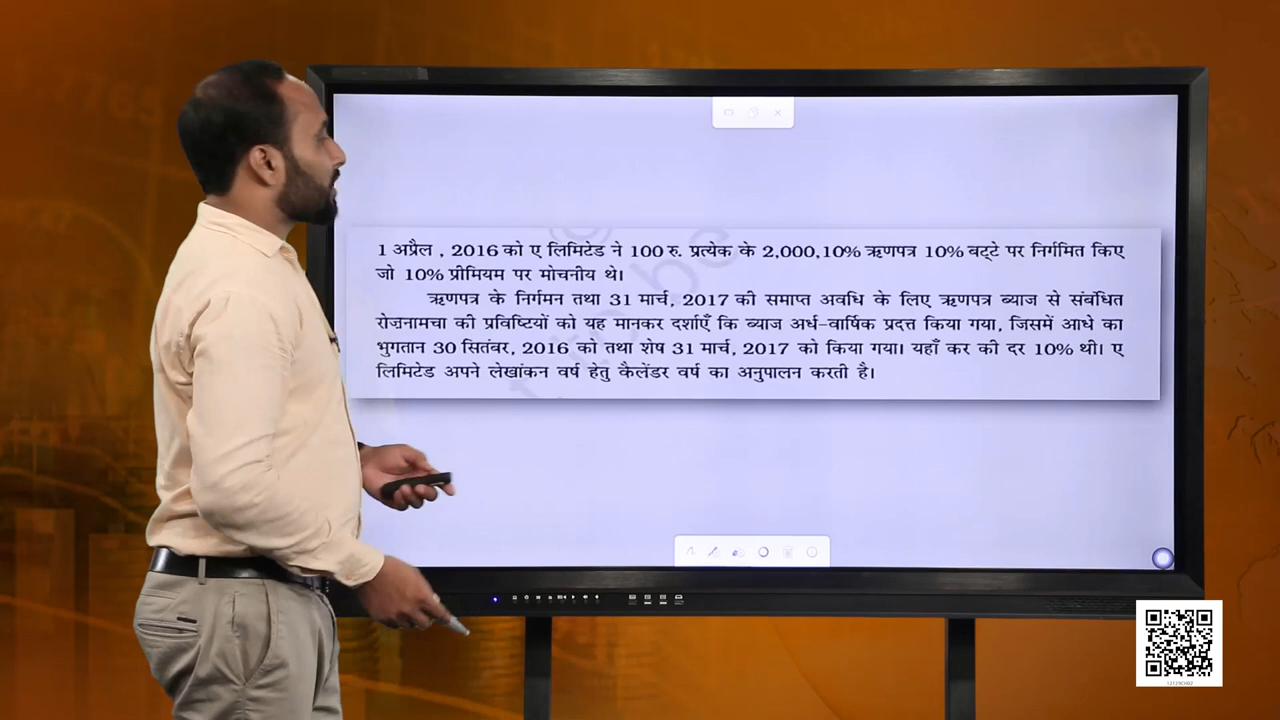 1 अप्रैल , 2016 को ए लिमिटेड ने 100 रु. प्रत्येक के 2,000,10% ऋणपत्र 10% बट्टे पर निर्गमित किए
जो 10% प्रीमियम पर मोचनीय थे।
ऋणपत्र के निर्गमन तथा 31 मार्च, 2017 की समाप्त अवधि के लिए ऋणपत्र ब्याज से संबंधित
रोज़नामचा की प्रविष्टियों को यह मानकर दर्शाएँ कि ब्याज अर्ध-वार्षिक प्रदत्त किया गया, जिसमें आधे का
भुगतान 30 सितंबर, 2016 को तथा शेष 31 मार्च, 2017 को किया गया। यहाँ कर की दर 10% थी। ए
लिमिटेड अपने लेखांकन वर्ष हेतु कैलेंडर वर्ष का अनुपालन करती है।
12129CH02